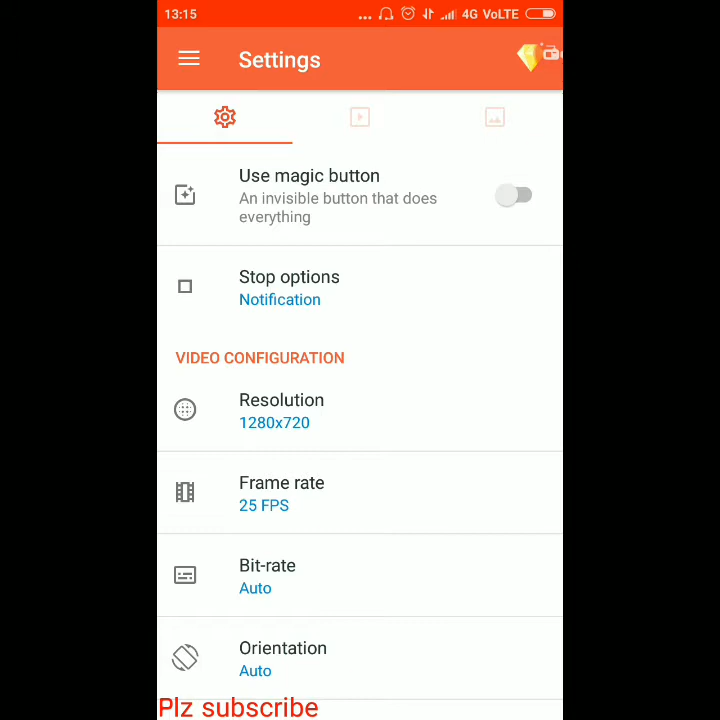 13:15 ... 4G VoLTE
Settings
Use magic button
An invisible button that does
everything
Stop options
Notification
VIDEO CONFIGURATION
Resolution
1280x720
Frame rate
25 FPS
Bit-rate
Auto
Orientation
Auto
Plz subscribe